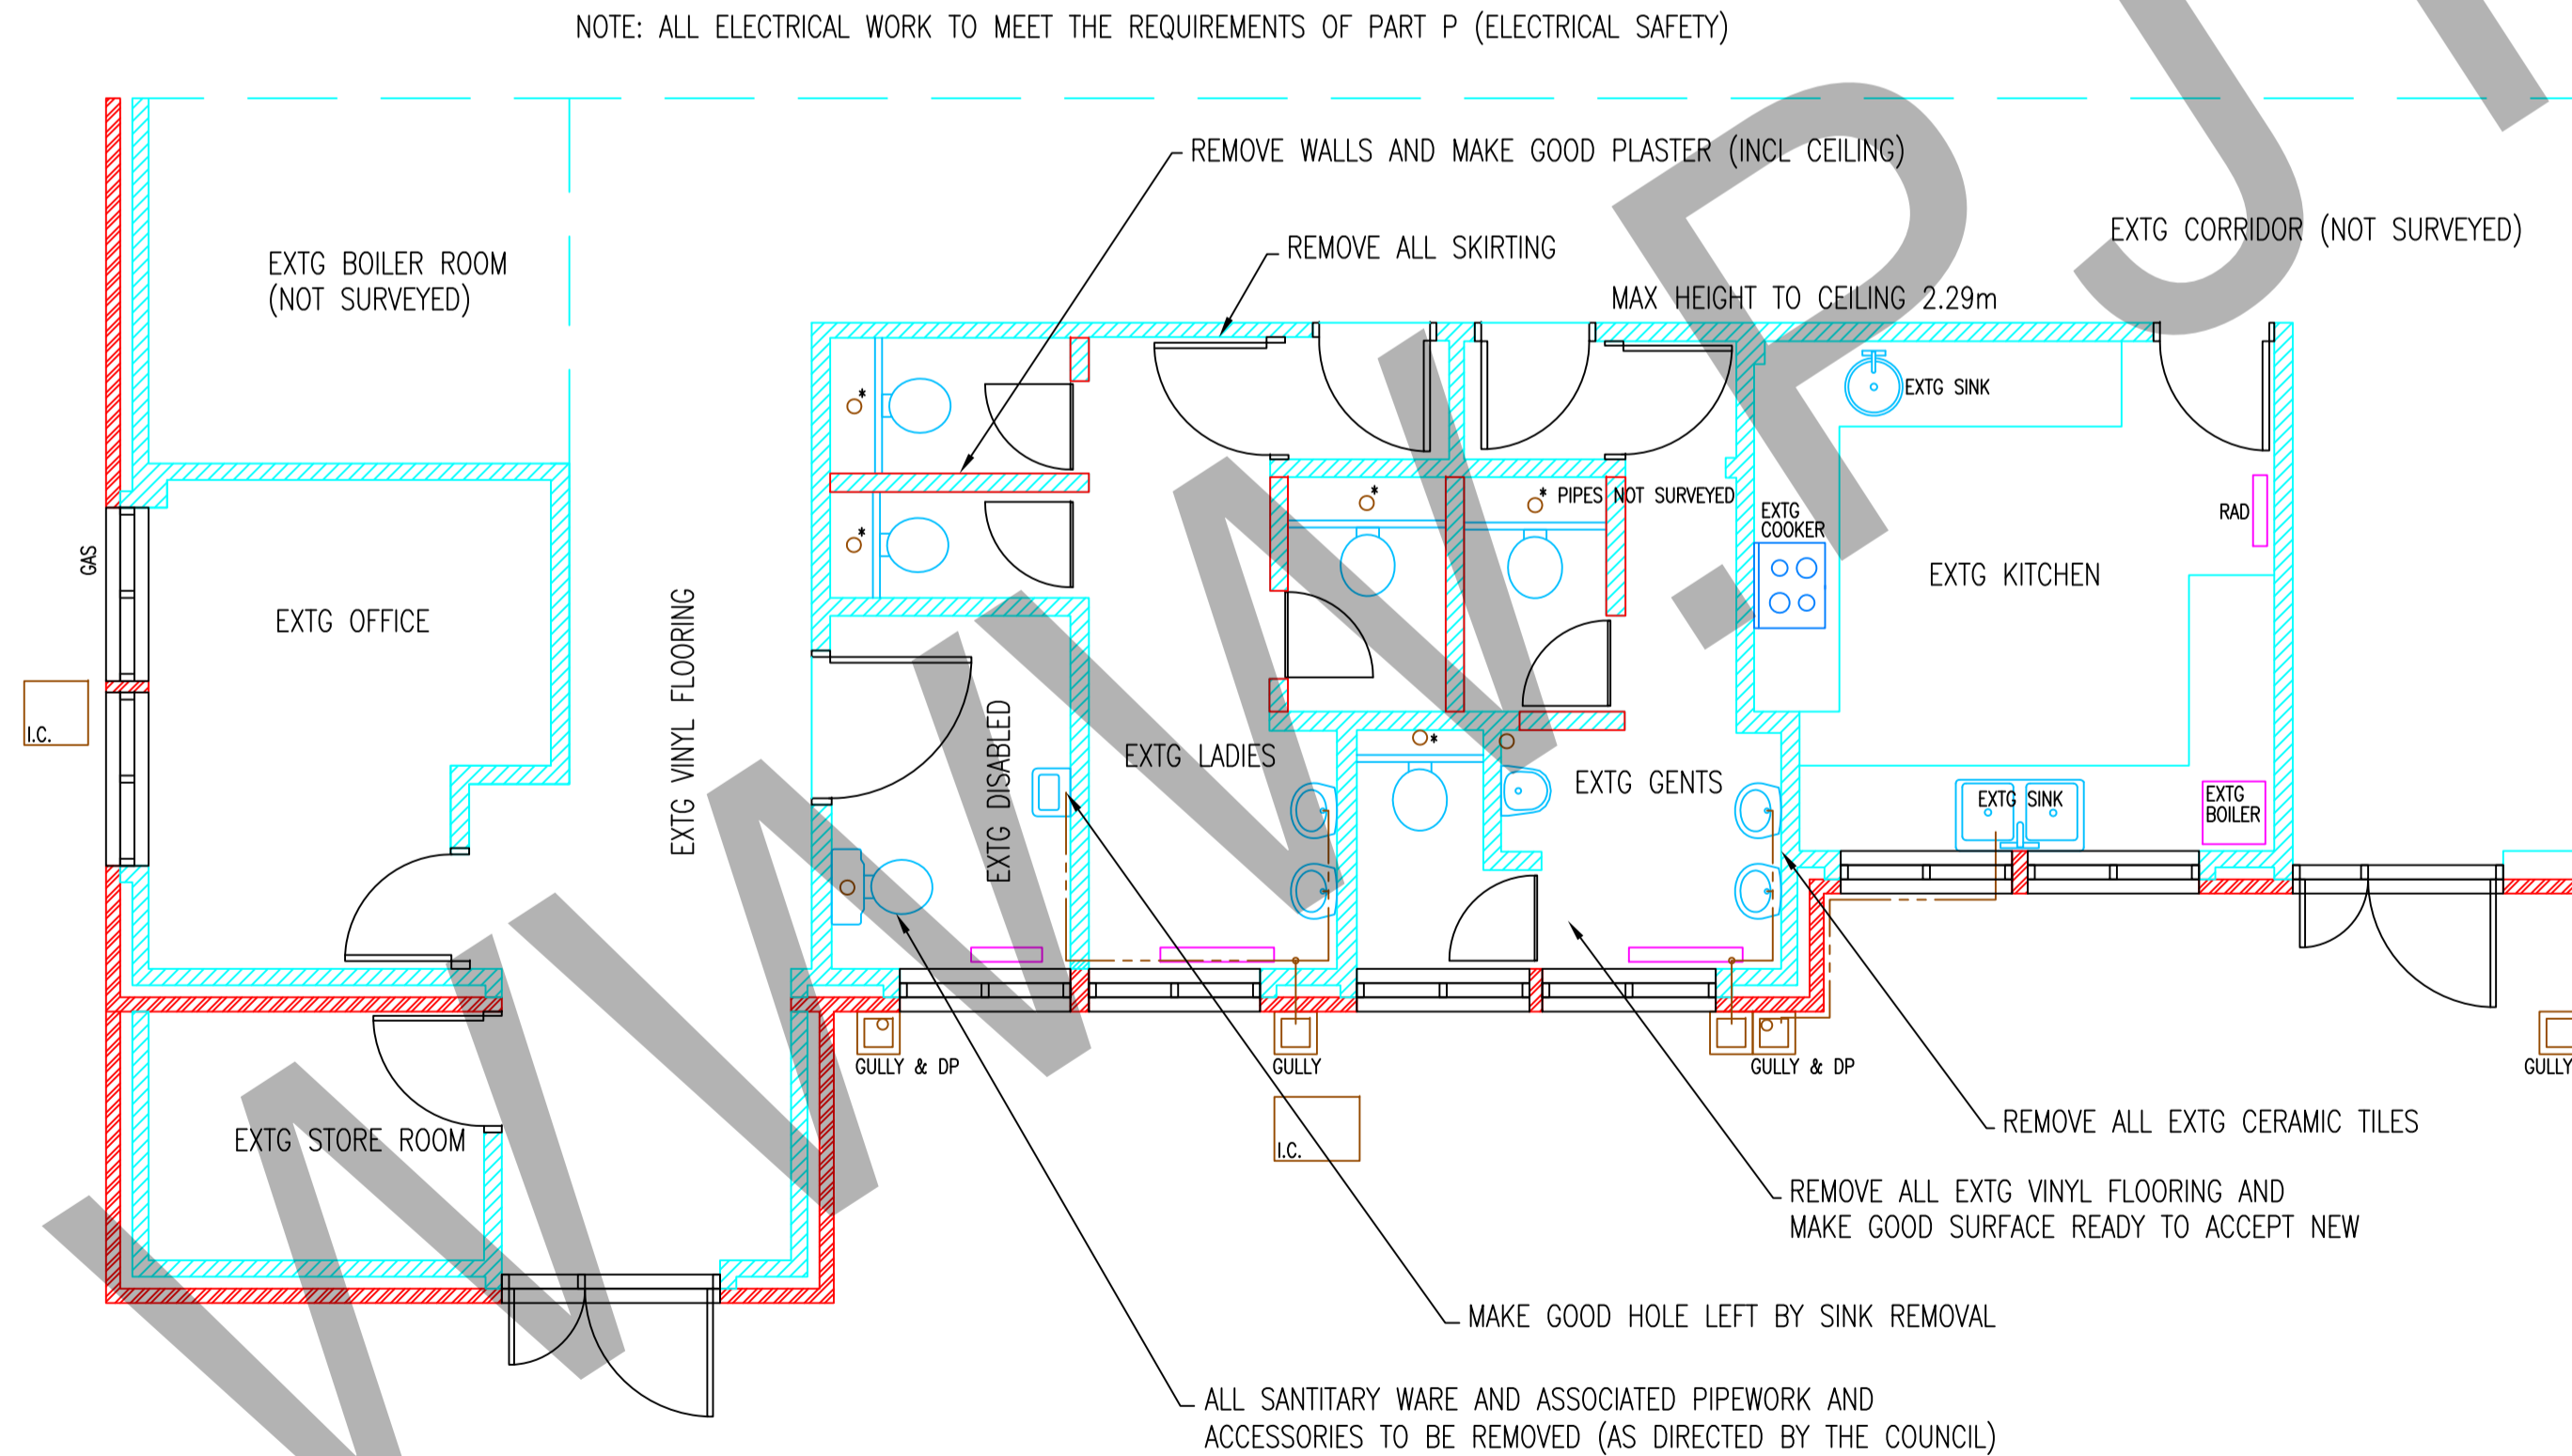 NOTE: ALL ELECTRICAL WORK TO MEET THE REQUIREMENTS OF PART P (ELECTRICAL SAFETY)
REMOVE WALLS AND MAKE GOOD PLASTER (INCL CEILING)
EXTG CORRIDOR (NOT SURVEYED)
REMOVE ALL SKIRTING
EXTG BOILER ROOM
(NOT SURVEYED)
MAX HEIGHT TO CEILING 2.29m
EXTG SINK
*
*
*
* PIPES NOT SURVEYED
EXTG
COOKER
RAD
GAS
EXTG KITCHEN
EXTG OFFICE
EXTG VINYL FLOORING
I.C.
EXTG DISABLED
EXTG LADIES
*
EXTG GENTS
EXTG SINK
EXTG
BOILER
GULLY & DP
GULLY
GULLY & DP
GULLY
I.C.
EXTG STORE ROOM
REMOVE ALL EXTG CERAMIC TILES
REMOVE ALL EXTG VINYL FLOORING AND
MAKE GOOD SURFACE READY TO ACCEPT NEW
MAKE GOOD HOLE LEFT BY SINK REMOVAL
ALL SANTITARY WARE AND ASSOCIATED PIPEWORK AND
ACCESSORIES TO BE REMOVED (AS DIRECTED BY THE COUNCIL)
WWW.PJ